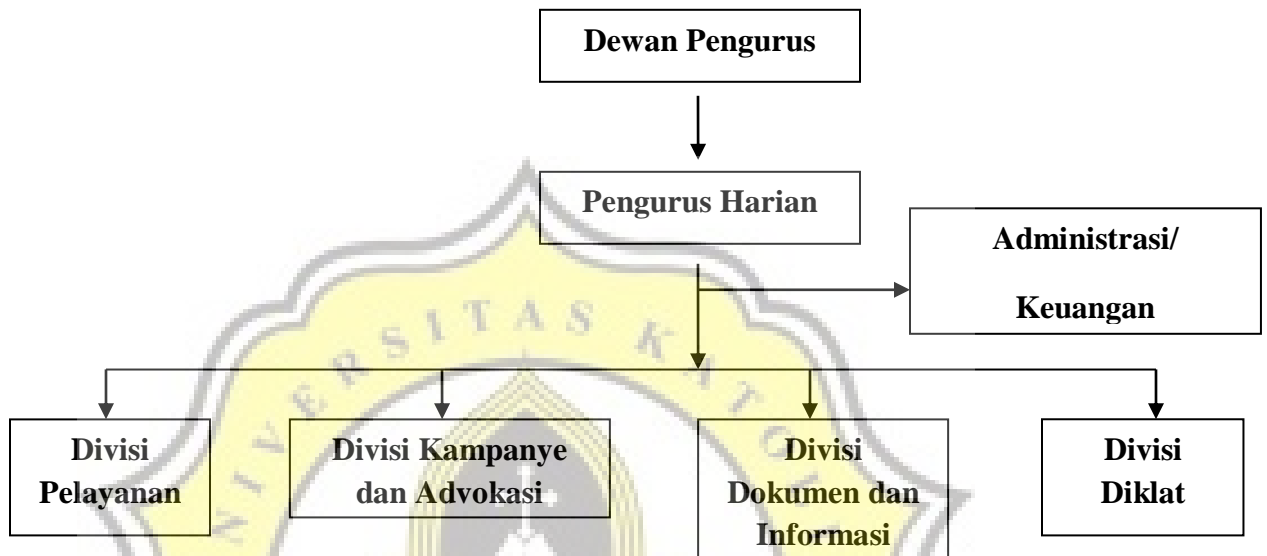 Dewan Pengurus
Pengurus Harian
Administrasi/
Keuangan
Divisi
Pelayanan
Divisi Kampanye
dan Advokasi
Divisi
Dokumen dan
Informasi
Divisi
Diklat